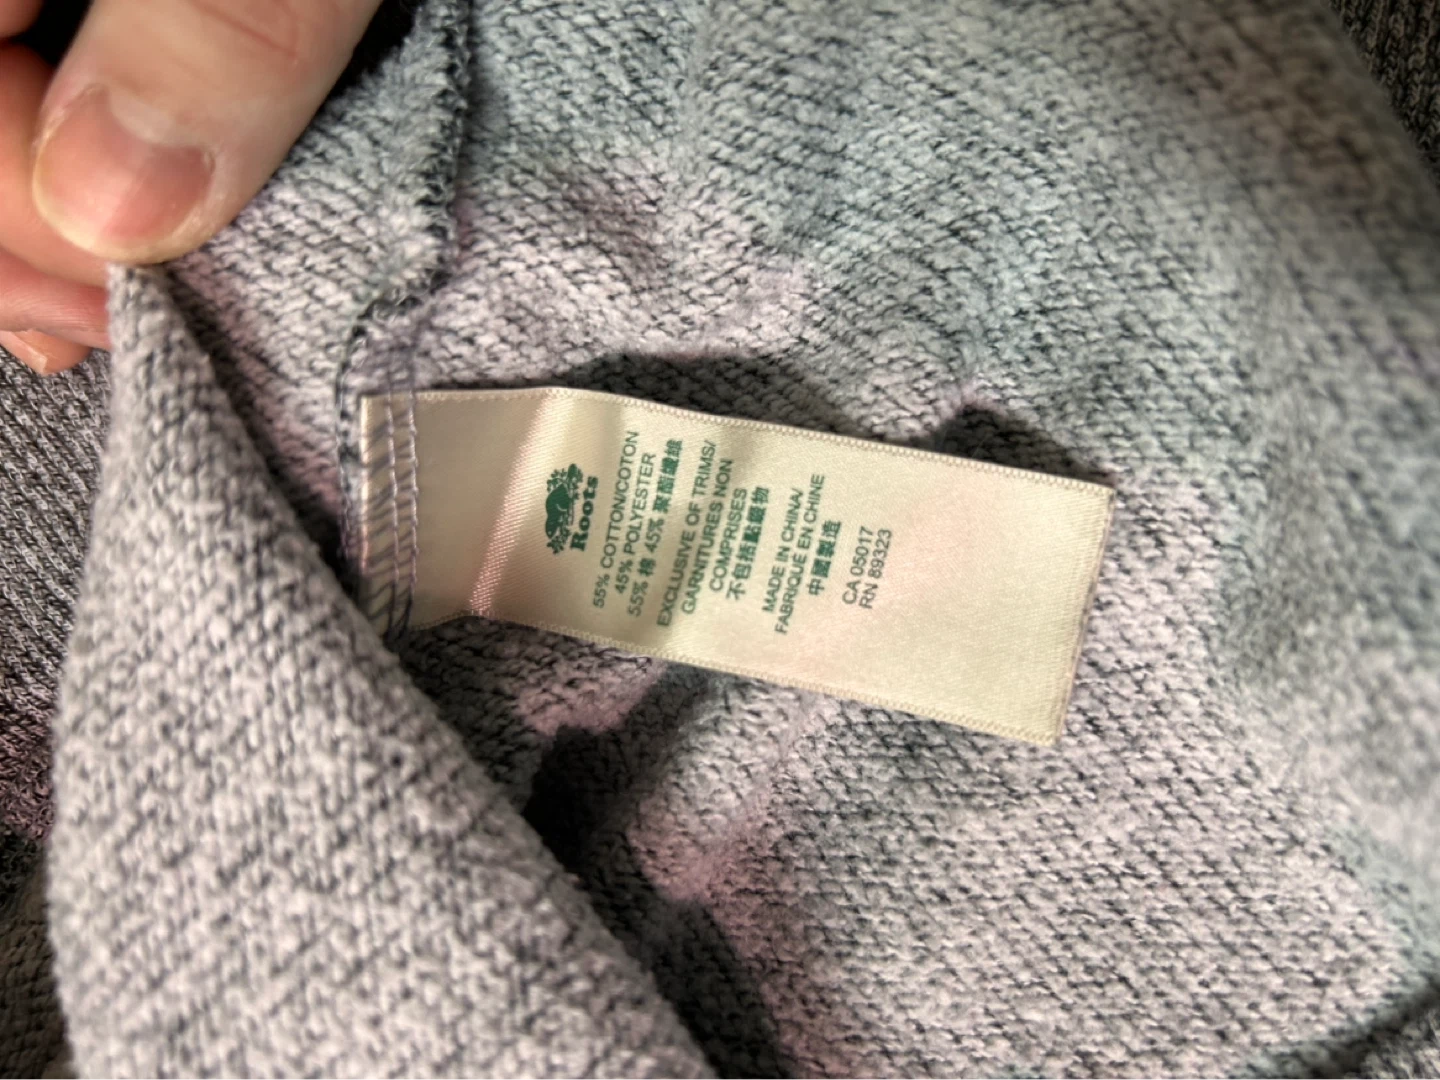 Roots
55% COTTON/COTON
45% POLYESTER
55% 棉 45% 聚酯纖維
EXCLUSIVE OF TRIMS/
GARNITURES NON
COMPRISES
不包括點綴物
MADE IN CHINA/
FABRIQUÉ EN CHINE
中國製造
CA 05017
RN 89323